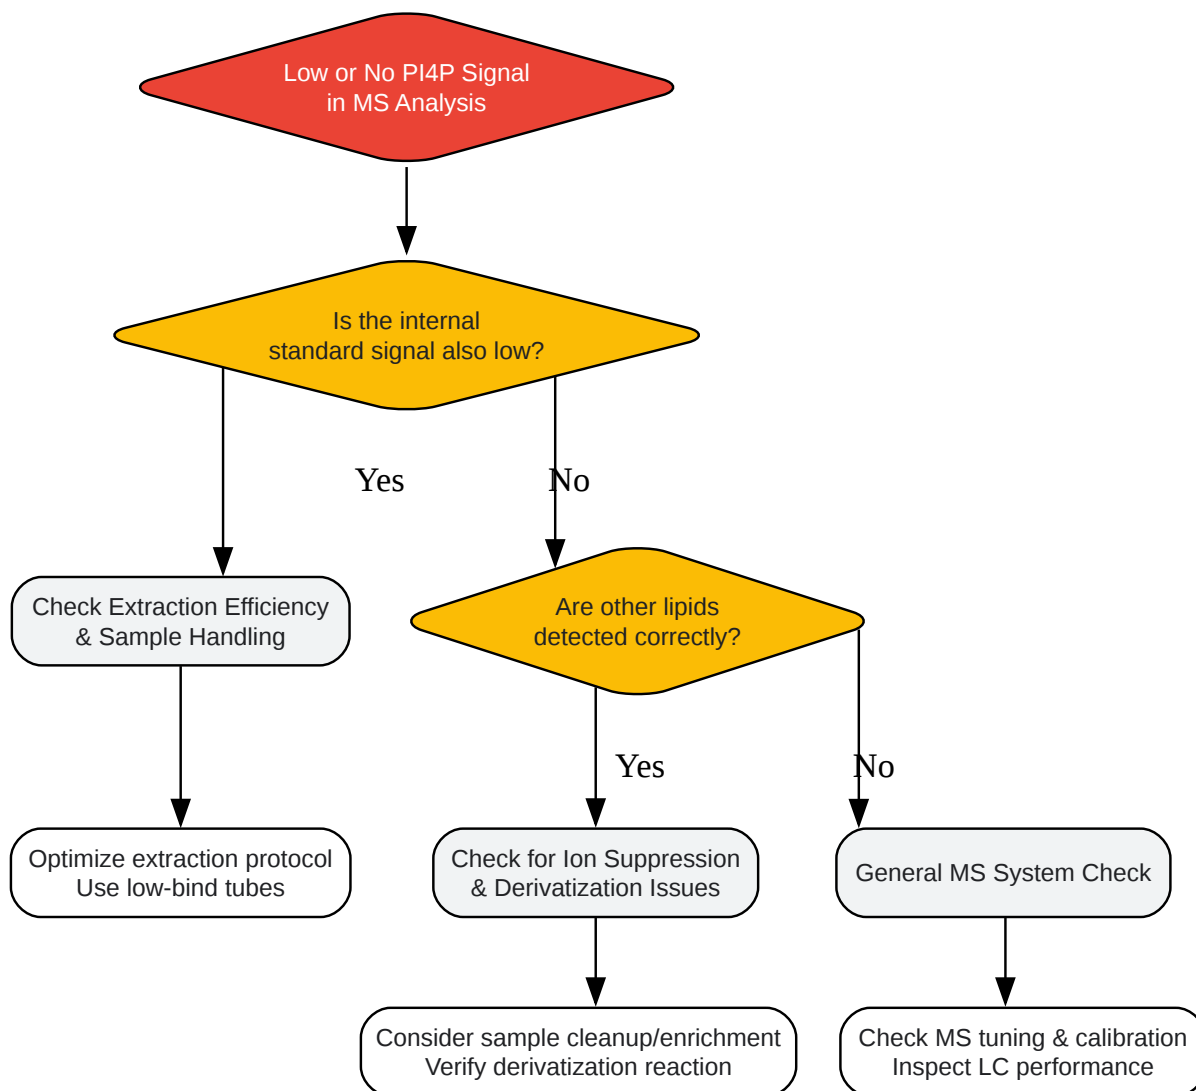 Low or No PI4P Signal
in MS Analysis
Is the internal
standard signal also low?
Yes
No
Check Extraction Efficiency
& Sample Handling
Are other lipids
detected correctly?
Yes
No
Optimize extraction protocol
Use low-bind tubes
Check for Ion Suppression
& Derivatization Issues
General MS System Check
Consider sample cleanup/enrichment
Verify derivatization reaction
Check MS tuning & calibration
Inspect LC performance